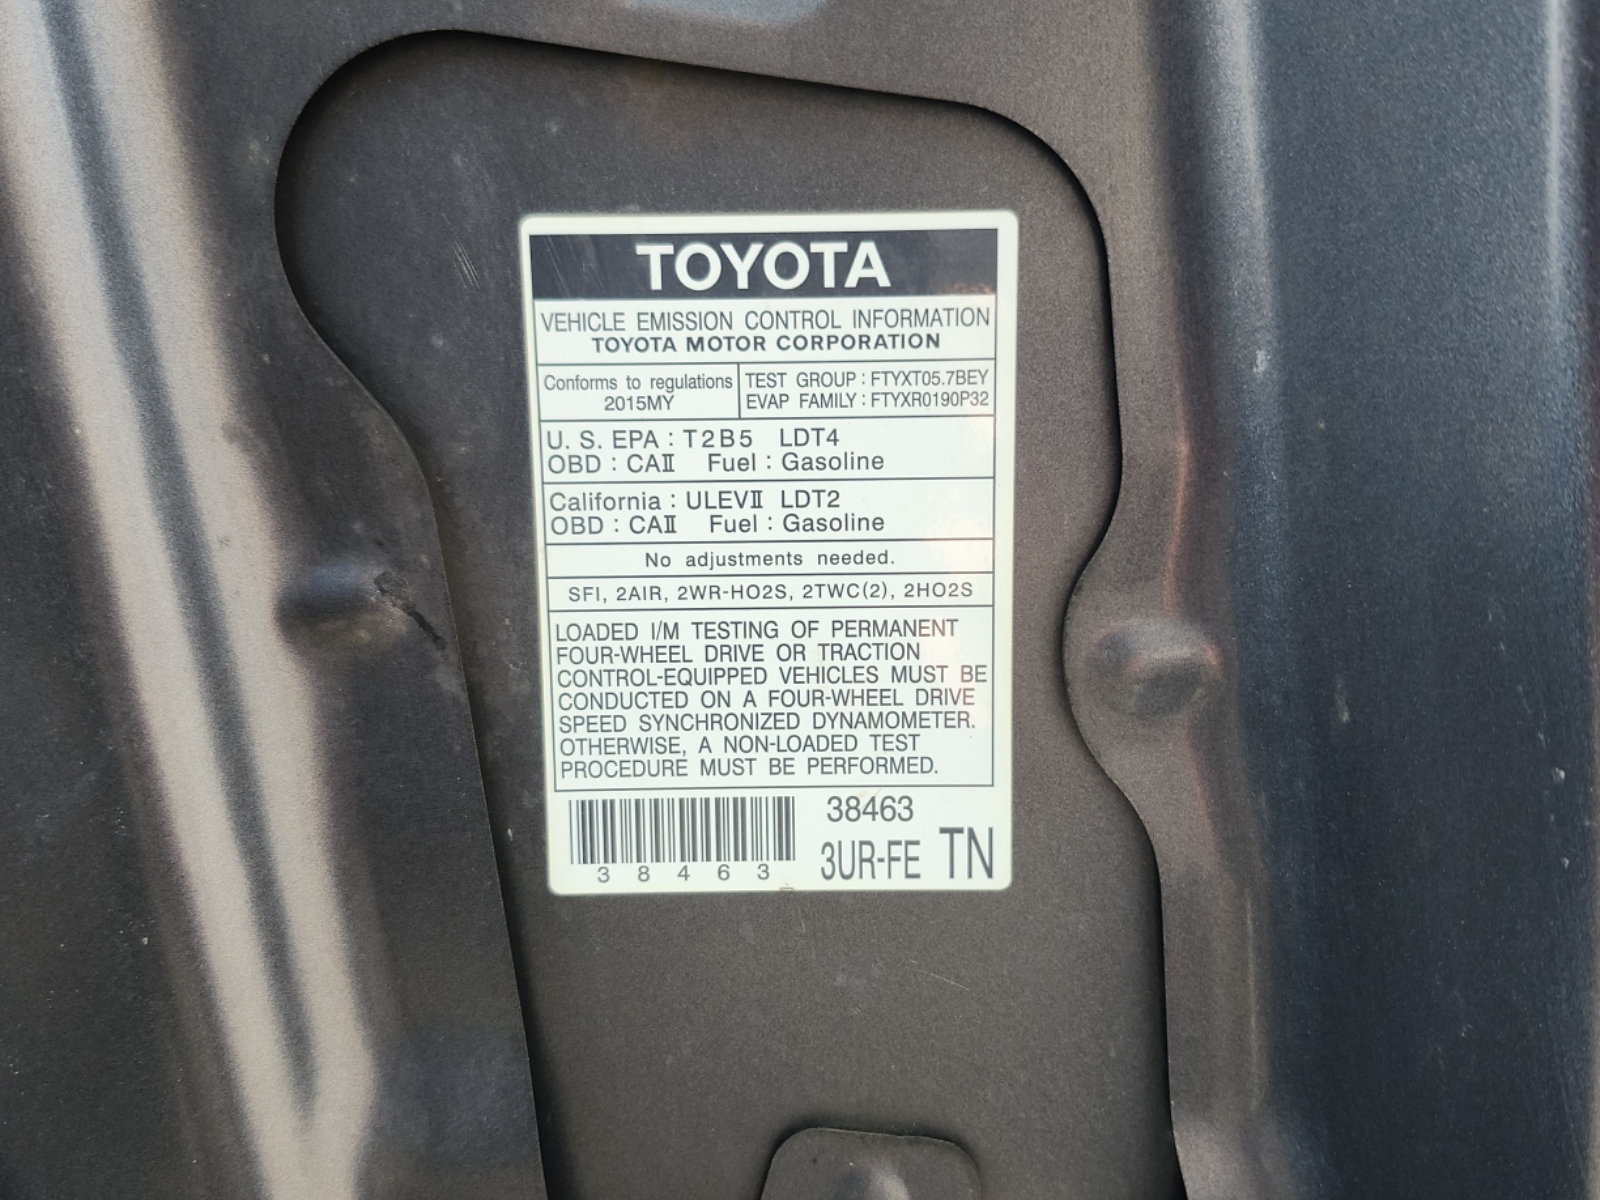 TOYOTA
VEHICLE EMISSION CONTROL INFORMATION
TOYOTA MOTOR CORPORATION
Conforms to regulations
2015MY
TEST GROUP : FTYXT05.7BEY
EVAP FAMILY : FTYXR0190P32
U. S. EPA : T2B5 LDT4
OBD : CAⅡ Fuel : Gasoline
California : ULEVⅡ LDT2
OBD : CAⅡ Fuel : Gasoline
No adjustments needed.
SFI, 2AIR, 2WR-HO2S, 2TWC(2), 2HO2S
LOADED I/M TESTING OF PERMANENT
FOUR-WHEEL DRIVE OR TRACTION
CONTROL-EQUIPPED VEHICLES MUST BE
CONDUCTED ON A FOUR-WHEEL DRIVE
SPEED SYNCHRONIZED DYNAMOMETER.
OTHERWISE, A NON-LOADED TEST
PROCEDURE MUST BE PERFORMED.
38463
3UR-FE TN
3 8 4 6 3